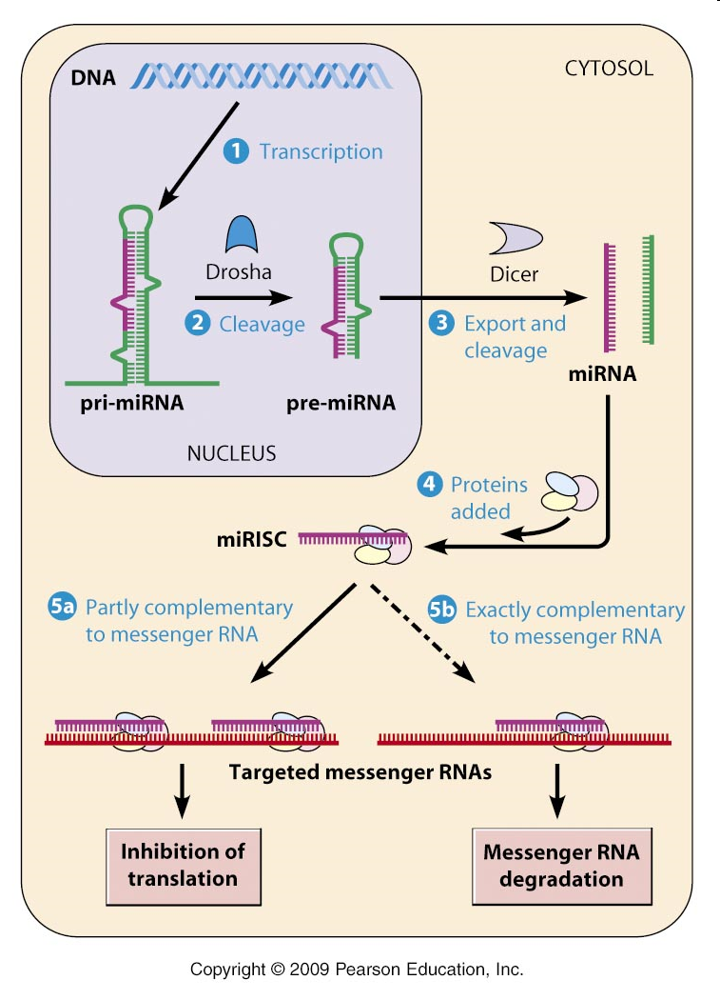 CYTOSOL
DNA
1 Transcription
Drosha
2 Cleavage
pri-miRNA
pre-miRNA
NUCLEUS
Dicer
3 Export and
cleavage
miRNA
4 Proteins
added
miRISC
5a Partly complementary
to messenger RNA
5b Exactly complementary
to messenger RNA
Targeted messenger RNAs
Inhibition of
translation
Messenger RNA
degradation
Copyright © 2009 Pearson Education, Inc.